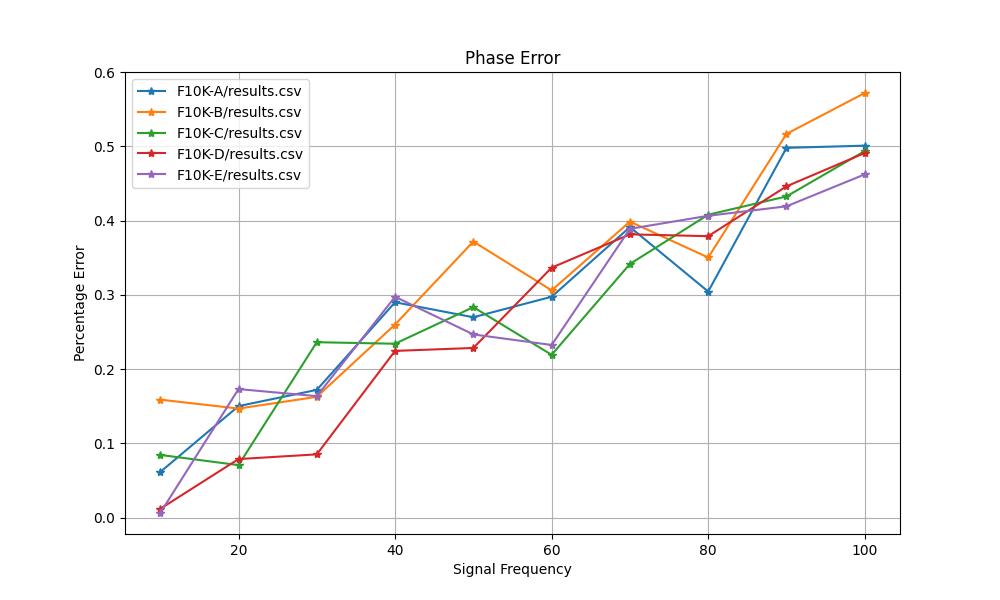 Phase Error
F10K-A/results.csv
F10K-B/results.csv
F10K-C/results.csv
F10K-D/results.csv
F10K-E/results.csv
Percentage Error
0.6
0.5
0.4
0.3
0.2
0.1
0.0
20 40 60 80 100
Signal Frequency